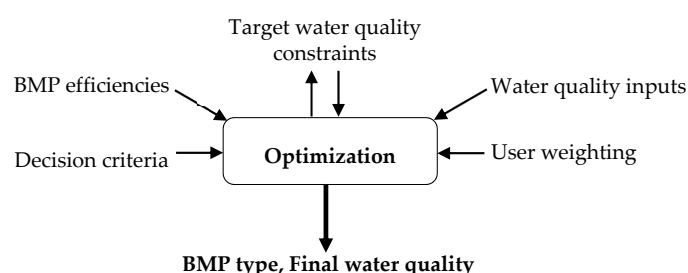 Target water quality
constraints
BMP efficiencies
Water quality inputs
Optimization
Decision criteria
User weighting
BMP type, Final water quality